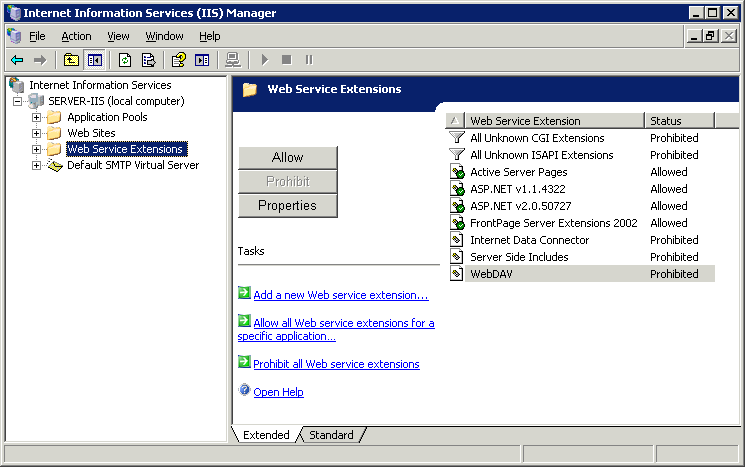 Internet Information Services (IIS) Manager
File Action View Window Help
Internet Information Services
SERVER-IIS (local computer)
Application Pools
Web Sites
Web Service Extensions
Default SMTP Virtual Server
Web Service Extensions
Allow
Prohibit
Properties
Tasks
Add a new Web service extension...
Allow all Web service extensions for a
specific application...
Prohibit all Web service extensions
Open Help
Web Service Extension Status
All Unknown CGI Extensions Prohibited
All Unknown ISAPI Extensions Prohibited
Active Server Pages Allowed
ASP.NET v1.1.4322 Allowed
ASP.NET v2.0.50727 Allowed
FrontPage Server Extensions 2002 Allowed
Internet Data Connector Prohibited
Server Side Includes Prohibited
WebDAV Prohibited
Extended Standard